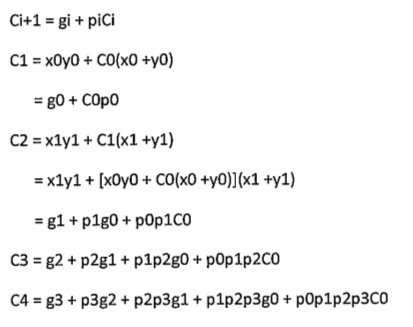 Ci+1 = gi + piCi
C1 = x0y0 + C0(x0 +y0)
= g0 + C0p0
C2 = x1y1 + C1(x1 +y1)
= x1y1 + [x0y0 + C0(x0 +y0)](x1 +y1)
= g1 + p1g0 + p0p1C0
C3 = g2 + p2g1 + p1p2g0 + p0p1p2C0
C4 = g3 + p3g2 + p2p3g1 + p1p2p3g0 + p0p1p2p3C0